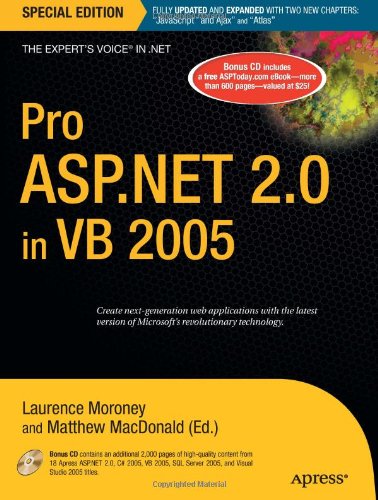 SPECIAL EDITION
FULLY UPDATED AND EXPANDED WITH TWO NEW CHAPTERS:
"JavaScript" and Ajax" and "Atlas"
THE EXPERT'S VOICE® IN .NET
Bonus CD includes
a free ASPToday.com eBook—more
than 600 pages—valued at $25!
Pro
ASP.NET 2.0
in VB 2005
Create next-generation web applications with the latest
version of Microsoft's revolutionary technology.
Laurence Moroney
and Matthew MacDonald (Ed.)
Bonus CD contains an additional 2,000 pages of high-quality content from
18 Apress ASP.NET 2.0, C# 2005, VB 2005, SQL Server 2005, and Visual
Studio 2005 titles.
Apress®
Copyrighted Material